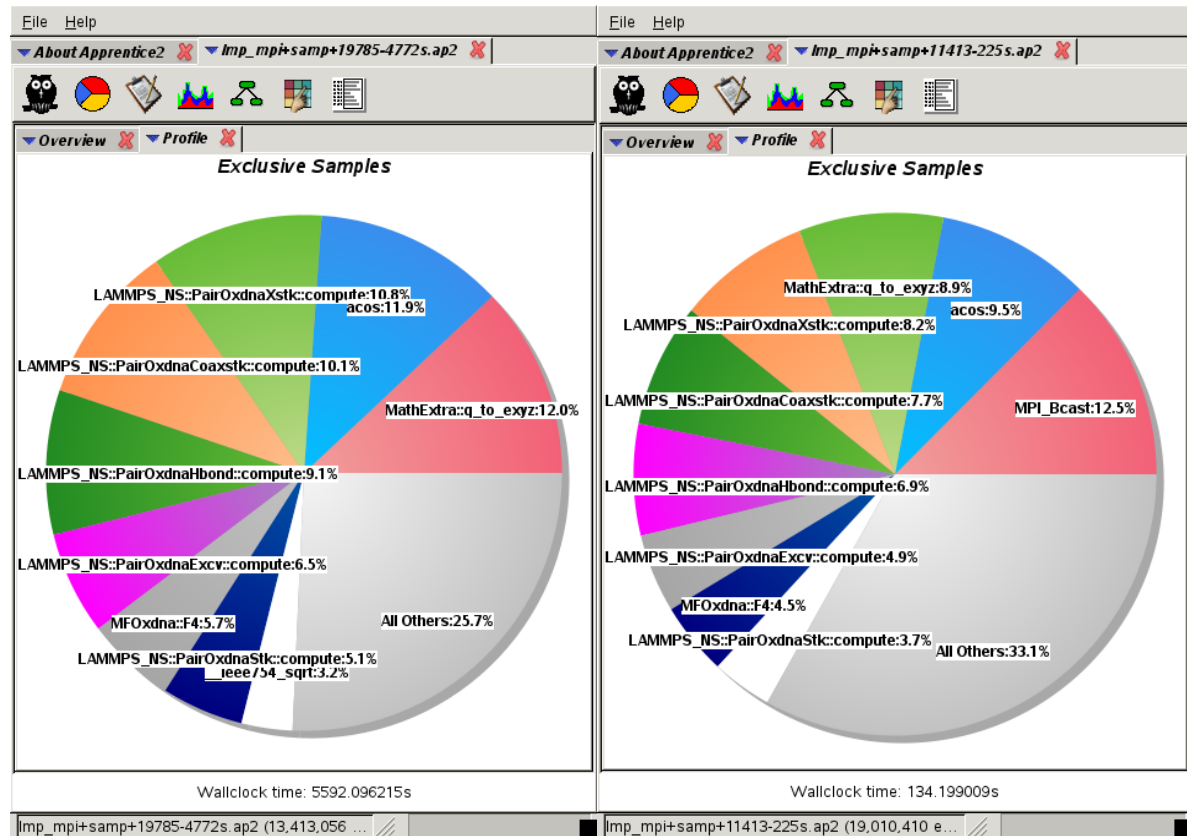 File Help
About Apprentice2 lmp_mpi+samp+19785-4772s.ap2
Overview Profile
Exclusive Samples
LAMMPS_NS::PairOxdnaXstk::compute:10.8%
acos:11.9%
LAMMPS_NS::PairOxdnaCoaxstk::compute:10.1%
MathExtra::q_to_exyz:12.0%
LAMMPS_NS::PairOxdnaHbond::compute:9.1%
LAMMPS_NS::PairOxdnaExcv::compute:6.5%
MFOxdna::F4:5.7%
All Others:25.7%
LAMMPS_NS::PairOxdnaStk::compute:5.1%
__ieee754_sqrt:3.2%
Wallclock time: 5592.096215s
lmp_mpi+samp+19785-4772s.ap2 (13,413,056 ...
File Help
About Apprentice2 lmp_mpi+samp+11413-225s.ap2
Overview Profile
Exclusive Samples
MathExtra::q_to_exyz:8.9%
acos:9.5%
LAMMPS_NS::PairOxdnaXstk::compute:8.2%
LAMMPS_NS::PairOxdnaCoaxstk::compute:7.7%
MPI_Bcast:12.5%
LAMMPS_NS::PairOxdnaHbond::compute:6.9%
LAMMPS_NS::PairOxdnaExcv::compute:4.9%
MFOxdna::F4:4.5%
LAMMPS_NS::PairOxdnaStk::compute:3.7%
All Others:33.1%
Wallclock time: 134.199009s
lmp_mpi+samp+11413-225s.ap2 (19,010,410 e...